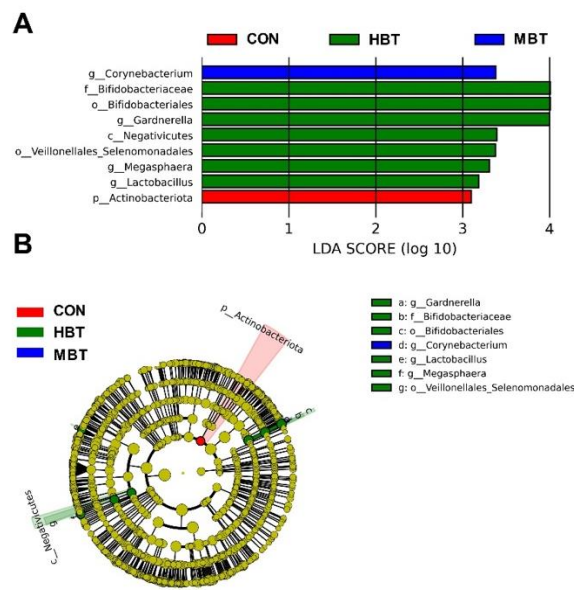 A
CON HBT MBT
g__Corynebacterium
f__Bifidobacteriaceae
o__Bifidobacteriales
g__Gardnerella
c__Negativicutes
o__Veillonellales_Selenomonadales
g__Megasphaera
g__Lactobacillus
p__Actinobacteriota
0 1 2 3 4
LDA SCORE (log 10)
B
CON
HBT
MBT
p__Actinobacteriota
a: g__Gardnerella
b: f__Bifidobacteriaceae
c: o__Bifidobacteriales
d: g__Corynebacterium
e: g__Lactobacillus
f: g__Megasphaera
g: o__Veillonellales_Selenomonadales
b
c
g
c__Negativicutes